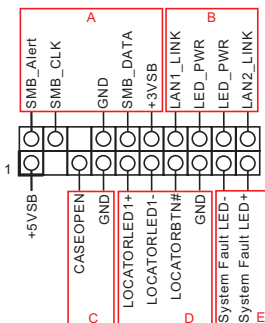 A
B
SMB_Alert
SMB_CLK
GND
SMB_DATA
+3VSB
LAN1_LINK
LED_PWR
LED_PWR
LAN2_LINK
1
+5VSB
CASEOPEN
GND
LOCATORLED1+
LOCATORLED1-
LOCATORBTN#
GND
System Fault LED-
System Fault LED+
C
D
E